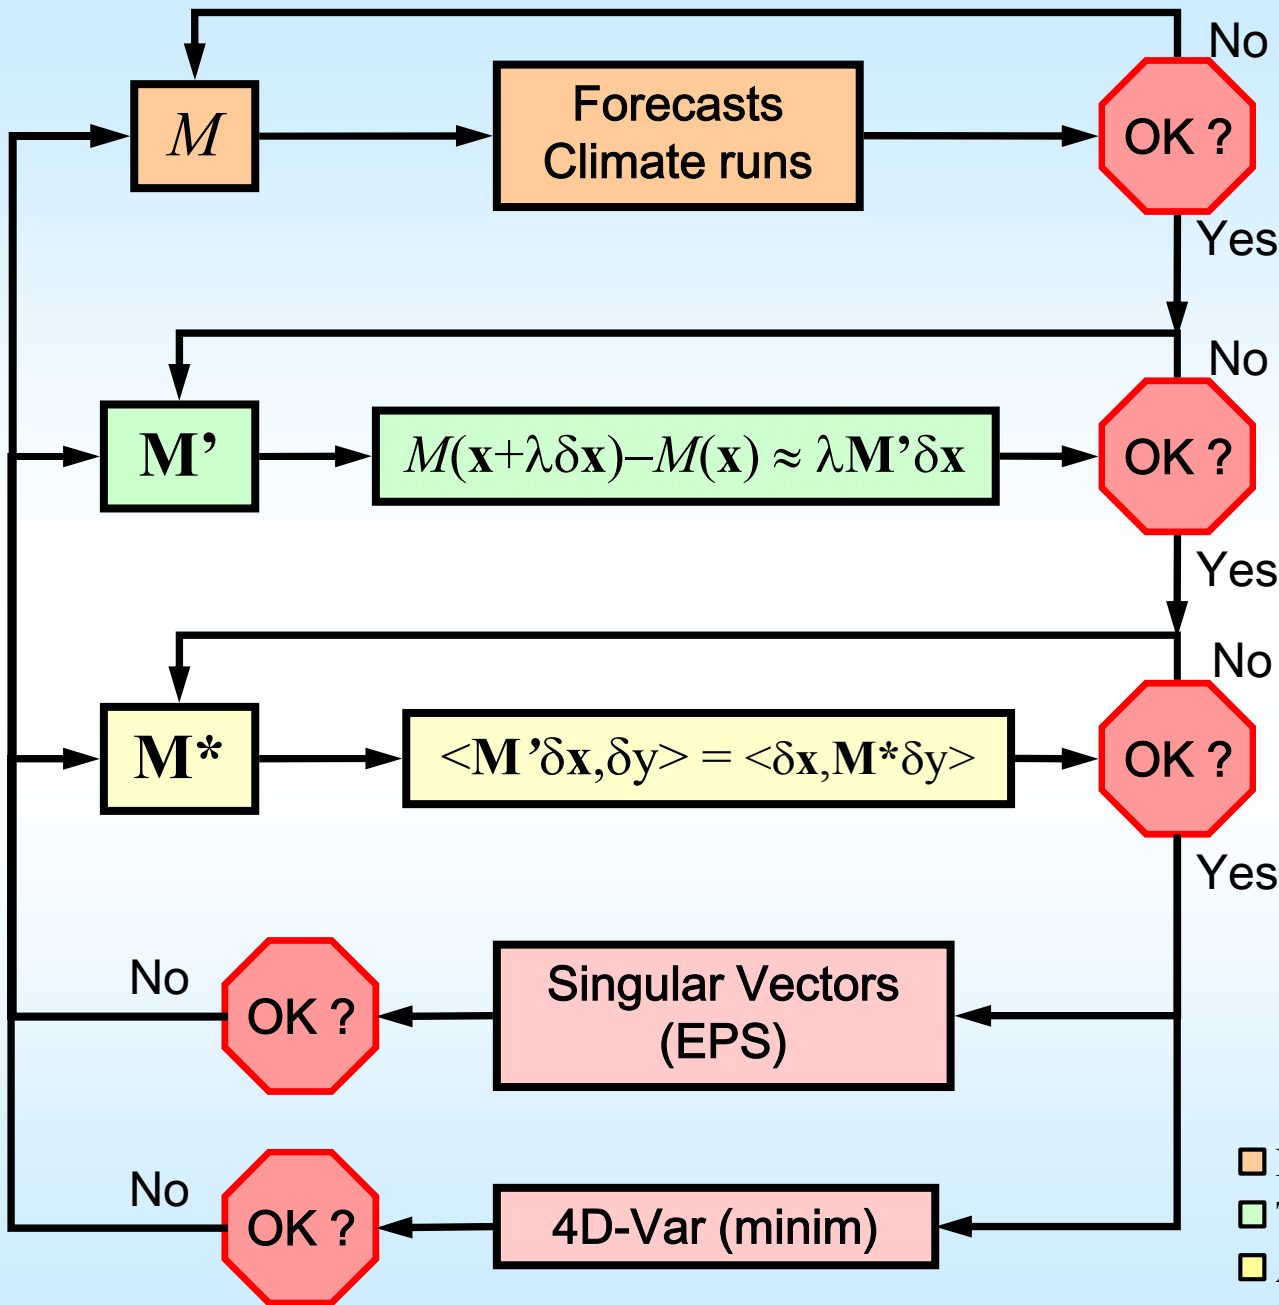 No
M
Forecasts
Climate runs
OK ?
Yes
No
M’
M(x+λδx)–M(x) ≈ λM’δx
OK ?
Yes
No
M*
<M’δx,δy> = <δx,M*δy>
OK ?
Yes
No
OK ?
Singular Vectors
(EPS)
No
OK ?
4D-Var (minim)